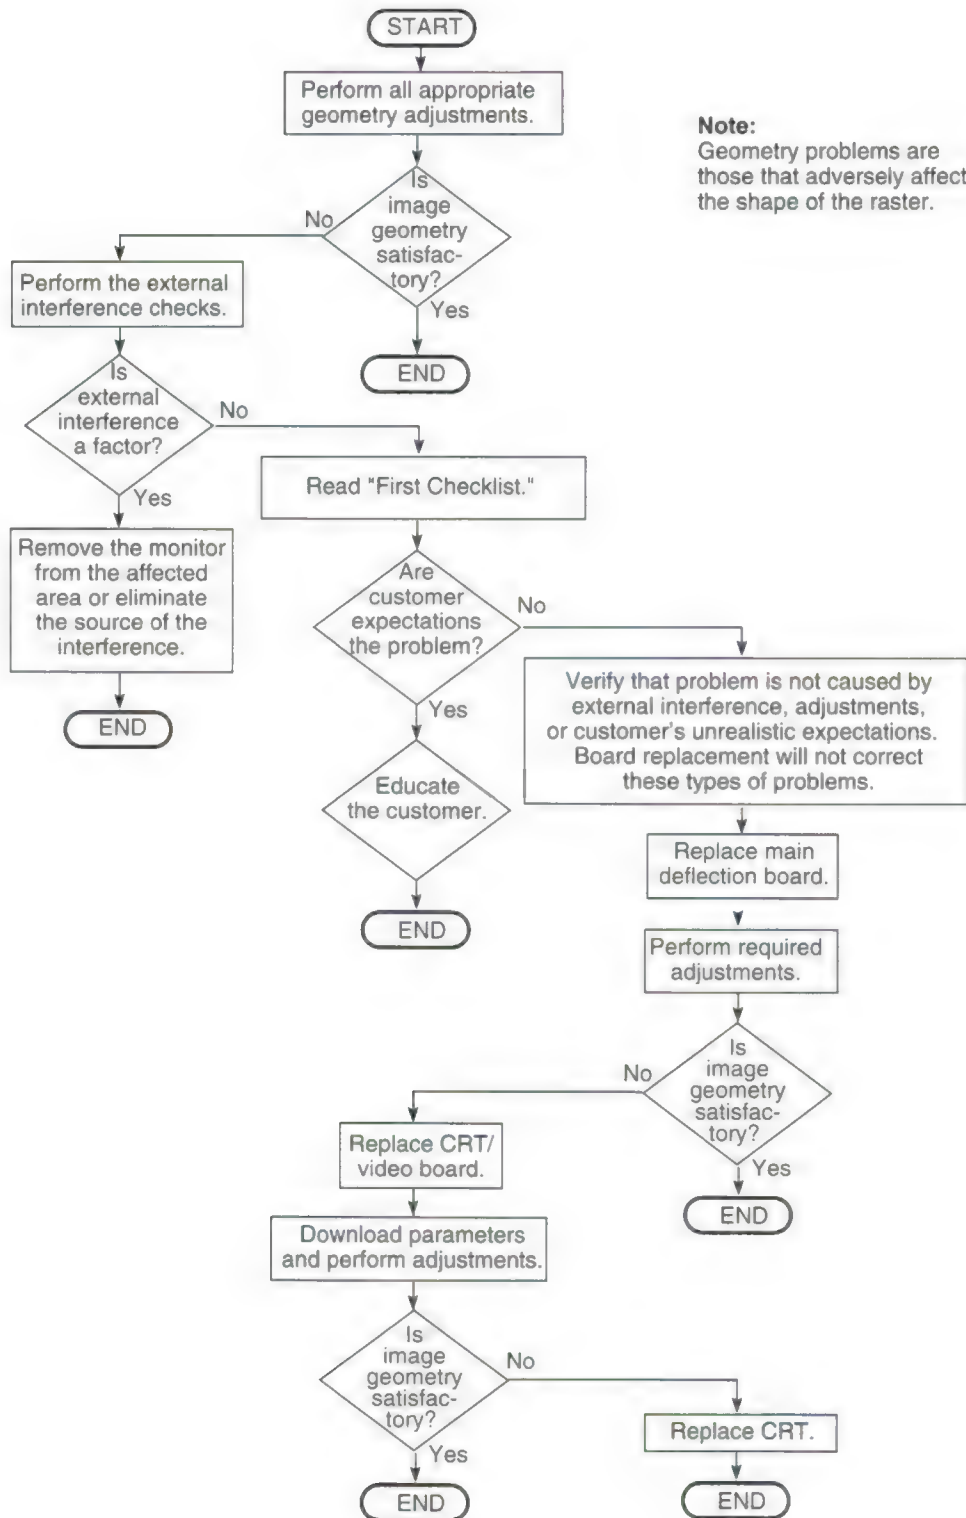 START
Perform all appropriate
geometry adjustments.
Note:
Geometry problems are
those that adversely affect
the shape of the raster.
Is
image
geometry
satisfac-
tory?
No
Yes
END
Perform the external
interference checks.
Is
external
interference
a factor?
No
Yes
Remove the monitor
from the affected
area or eliminate
the source of the
interference.
END
Read "First Checklist."
Are
customer
expectations
the problem?
No
Yes
Educate
the customer.
END
Verify that problem is not caused by
external interference, adjustments,
or customer's unrealistic expectations.
Board replacement will not correct
these types of problems.
Replace main
deflection board.
Perform required
adjustments.
Is
image
geometry
satisfac-
tory?
No
Yes
END
Replace CRT/
video board.
Download parameters
and perform adjustments.
Is
image
geometry
satisfac-
tory?
No
Yes
END
Replace CRT.
END